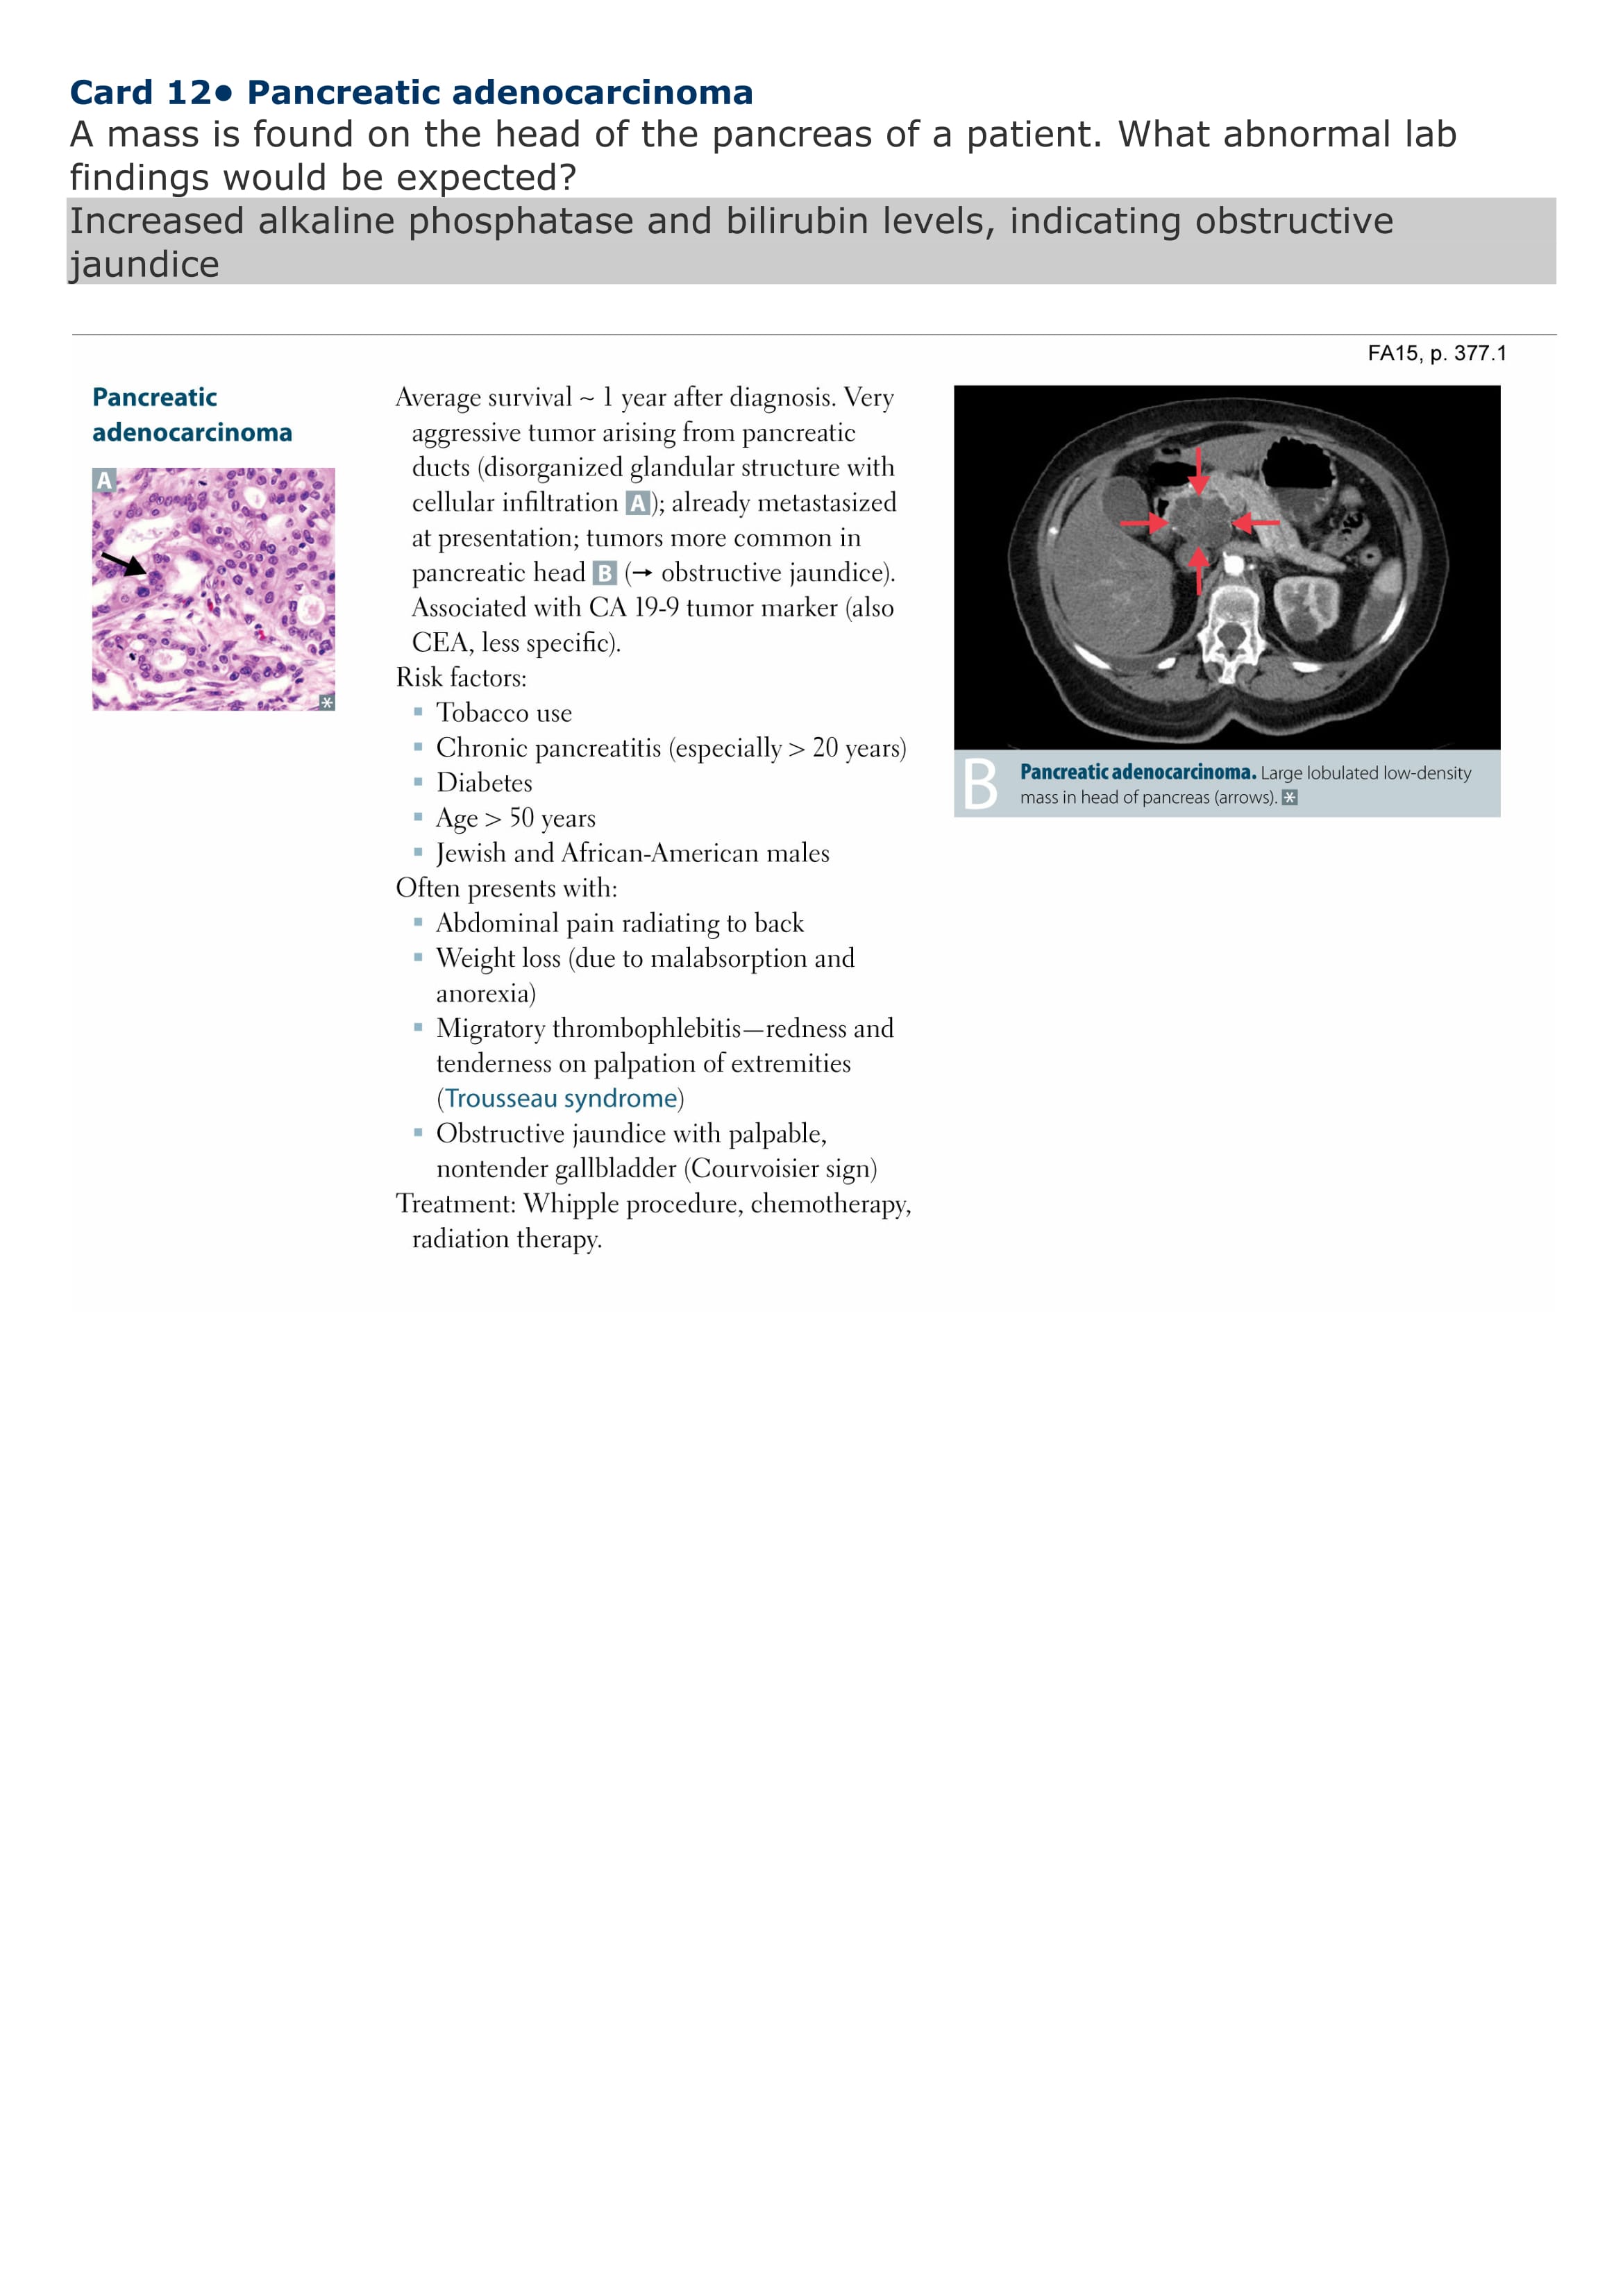 Card 12● Pancreatic adenocarcinoma
A mass is found on the head of the pancreas of a patient. What abnormal lab
findings would be expected?
Increased alkaline phosphatase and bilirubin levels, indicating obstructive
jaundice
FA15, p. 377.1
Pancreatic
adenocarcinoma
A
*
Average survival ~ 1 year after diagnosis. Very
aggressive tumor arising from pancreatic
ducts (disorganized glandular structure with
cellular infiltration A); already metastasized
at presentation; tumors more common in
pancreatic head B (→ obstructive jaundice).
Associated with CA 19-9 tumor marker (also
CEA, less specific).
Risk factors:
▪ Tobacco use
▪ Chronic pancreatitis (especially > 20 years)
▪ Diabetes
▪ Age > 50 years
▪ Jewish and African-American males
Often presents with:
▪ Abdominal pain radiating to back
▪ Weight loss (due to malabsorption and
anorexia)
▪ Migratory thrombophlebitis—redness and
tenderness on palpation of extremities
(Trousseau syndrome)
▪ Obstructive jaundice with palpable,
nontender gallbladder (Courvoisier sign)
Treatment: Whipple procedure, chemotherapy,
radiation therapy.
B
Pancreatic adenocarcinoma. Large lobulated low-density
mass in head of pancreas (arrows). *